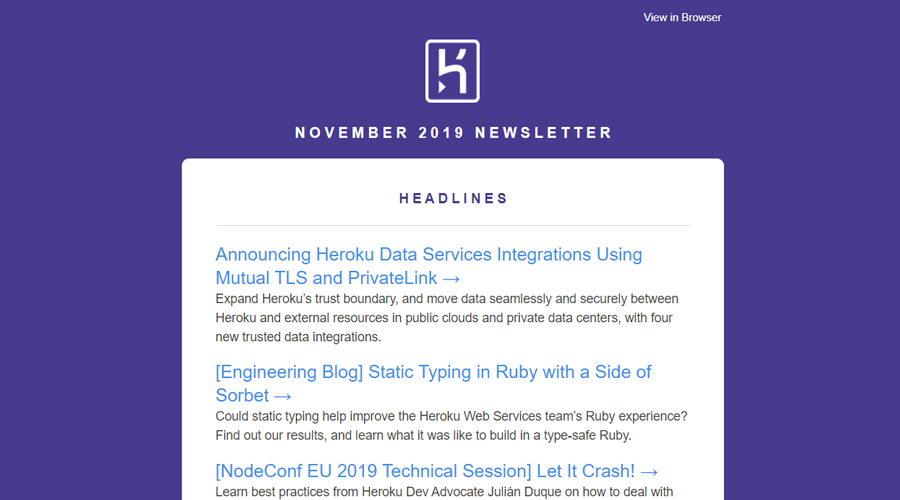 View in Browser
NOVEMBER 2019 NEWSLETTER
HEADLINES
Announcing Heroku Data Services Integrations Using
Mutual TLS and PrivateLink →
Expand Heroku’s trust boundary, and move data seamlessly and securely between
Heroku and external resources in public clouds and private data centers, with four
new trusted data integrations.
[Engineering Blog] Static Typing in Ruby with a Side of
Sorbet →
Could static typing help improve the Heroku Web Services team’s Ruby experience?
Find out our results, and learn what it was like to build in a type-safe Ruby.
[NodeConf EU 2019 Technical Session] Let It Crash! →
Learn best practices from Heroku Dev Advocate Julián Duque on how to deal with